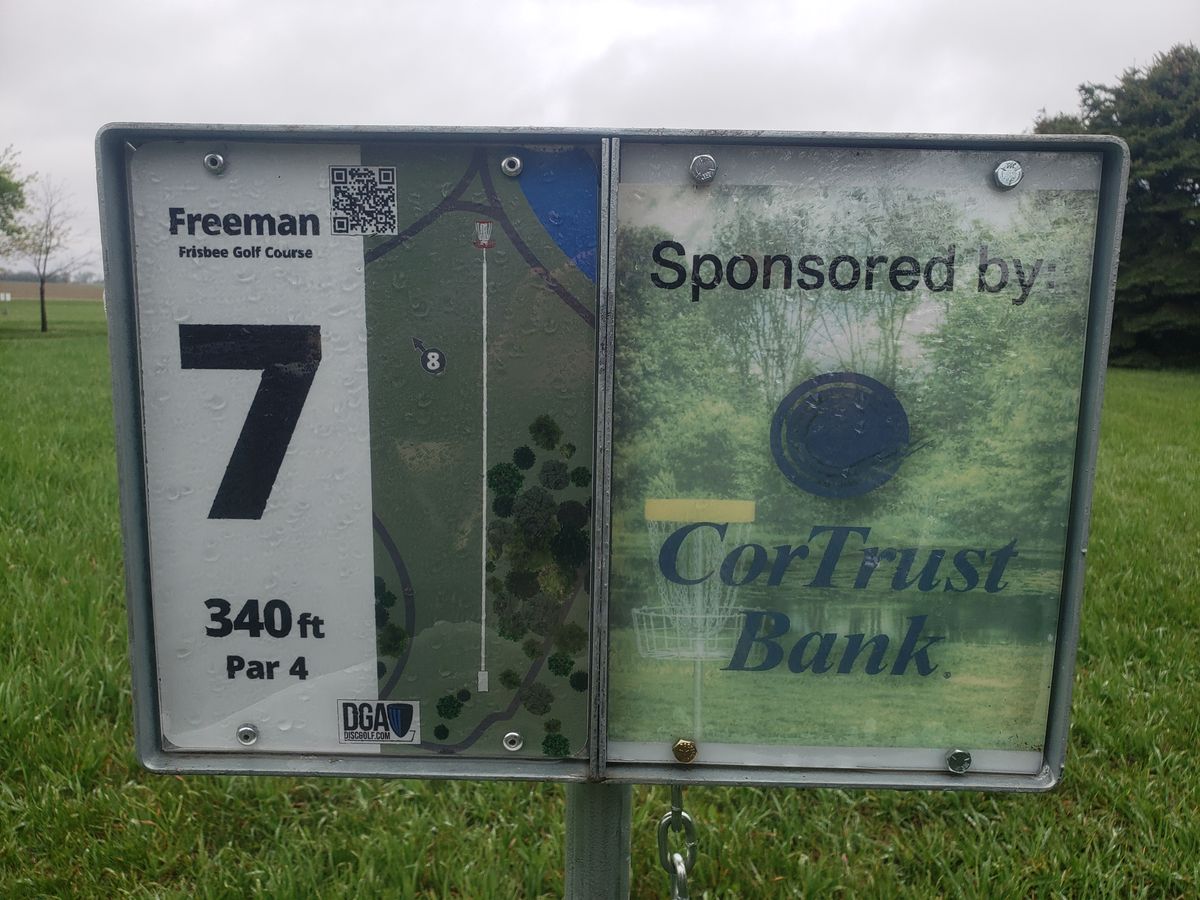 Freeman
Frisbee Golf Course
7
340 ft
Par 4
8
DGA
DISCGOLF.COM
Sponsored by:
CorTrust
Bank.